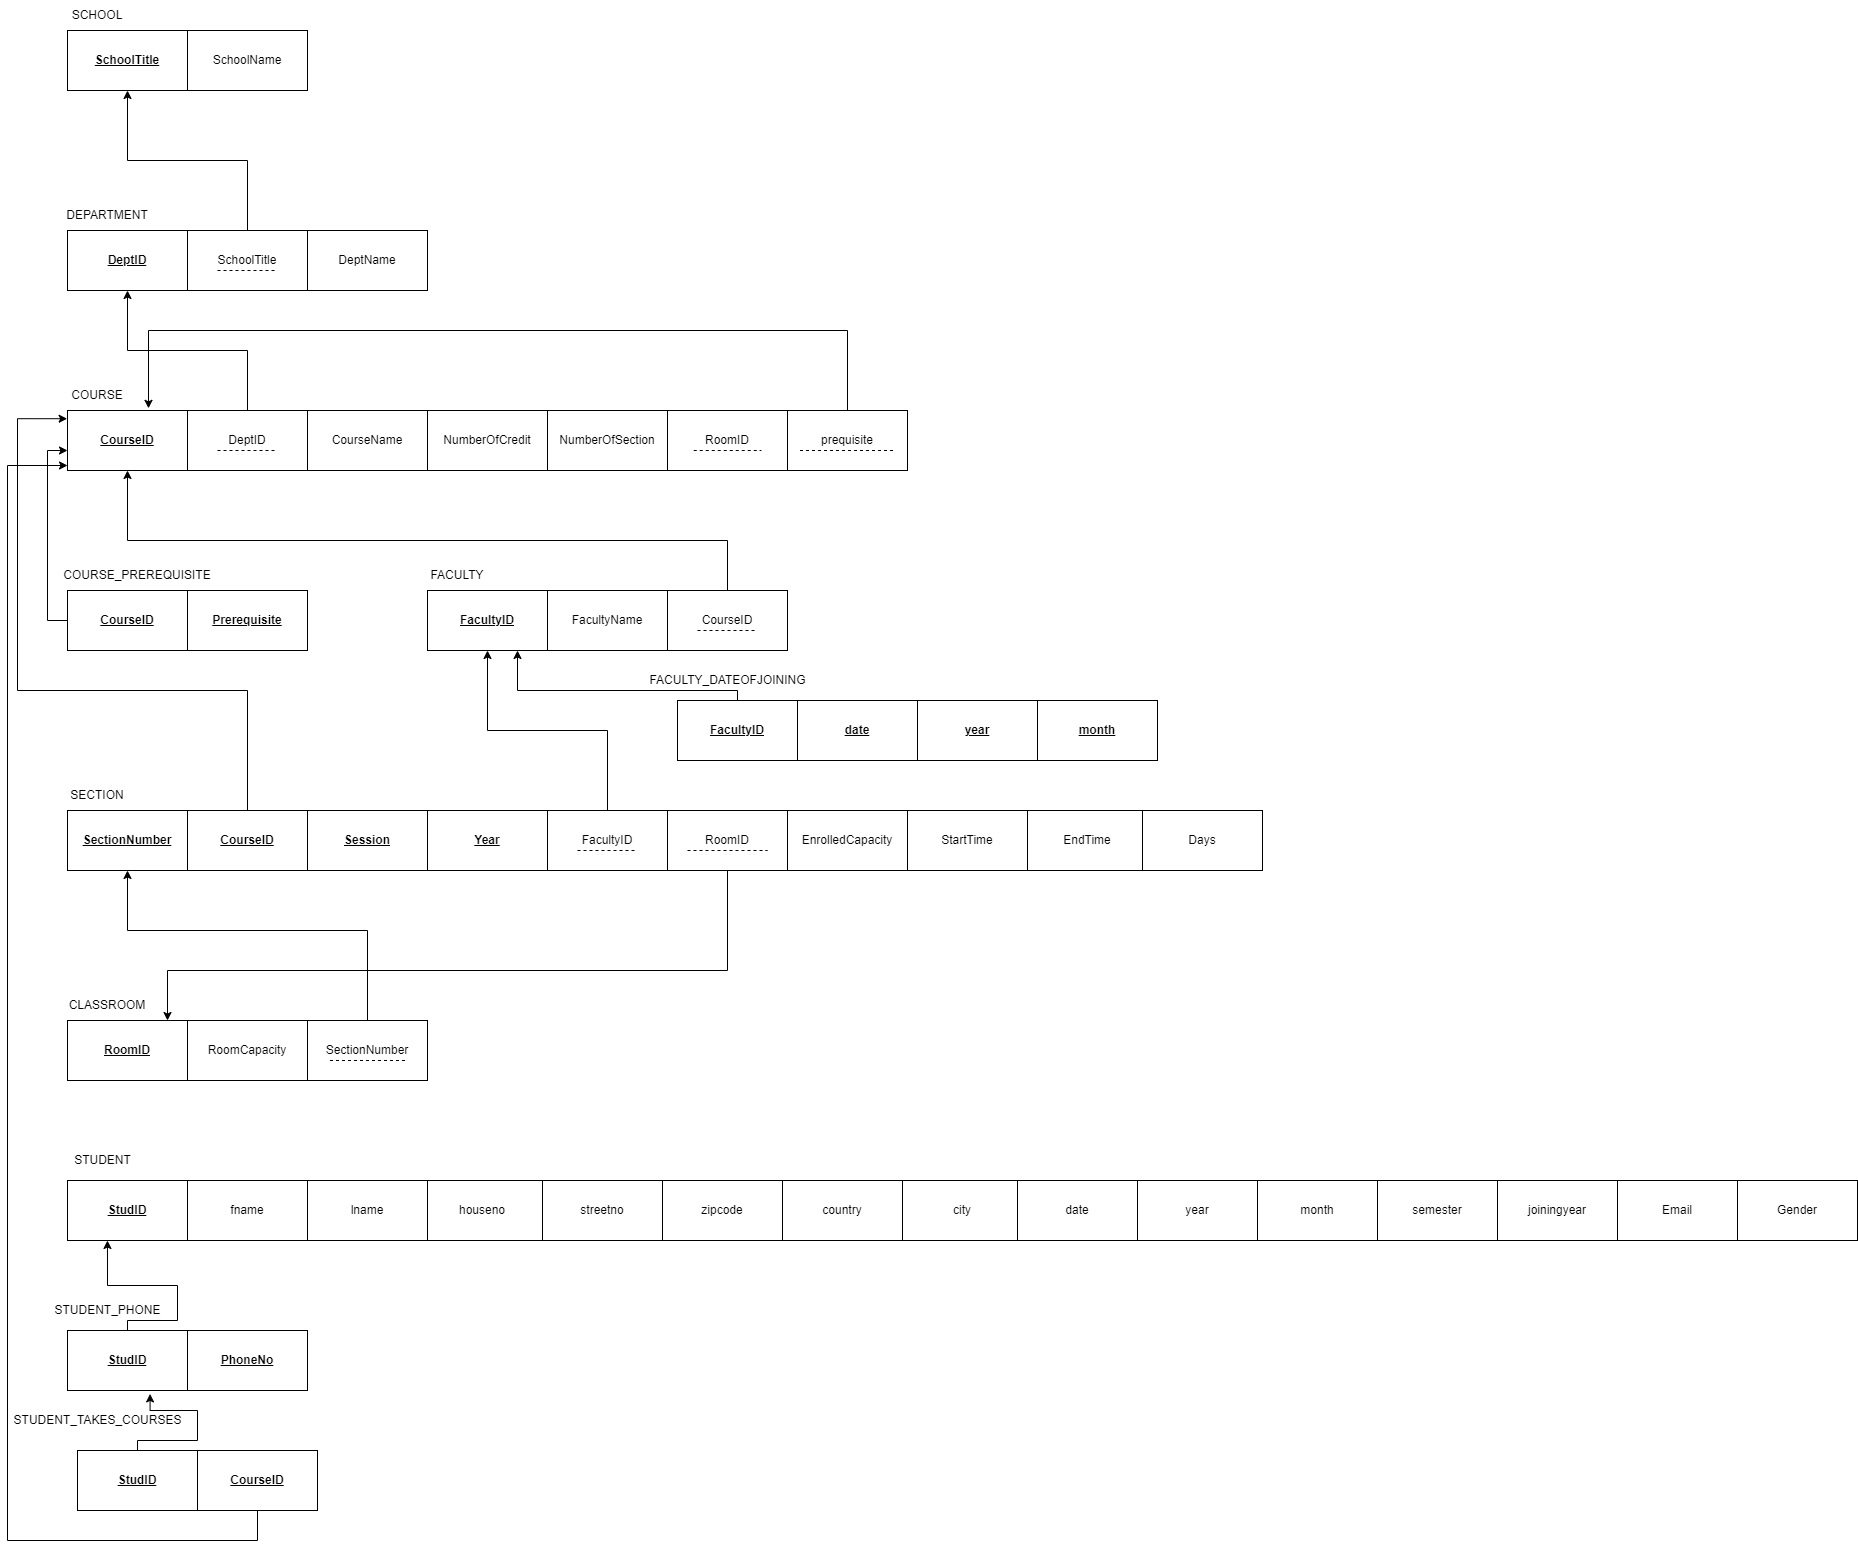 SCHOOL
SchoolTitle SchoolName
DEPARTMENT
DeptID SchoolTitle DeptName
COURSE
CourseID DeptID CourseName NumberOfCredit NumberOfSection RoomID prequisite
COURSE_PREREQUISITE FACULTY
CourseID Prerequisite FacultyID FacultyName CourseID
FACULTY_DATEOFJOINING
FacultyID date year month
SECTION
SectionNumber CourseID Session Year FacultyID RoomID EnrolledCapacity StartTime EndTime Days
CLASSROOM
RoomID RoomCapacity SectionNumber
STUDENT
StudID fname lname houseno streetno zipcode country city date year month semester joiningyear Email Gender
STUDENT_PHONE
StudID PhoneNo
STUDENT_TAKES_COURSES
StudID CourseID